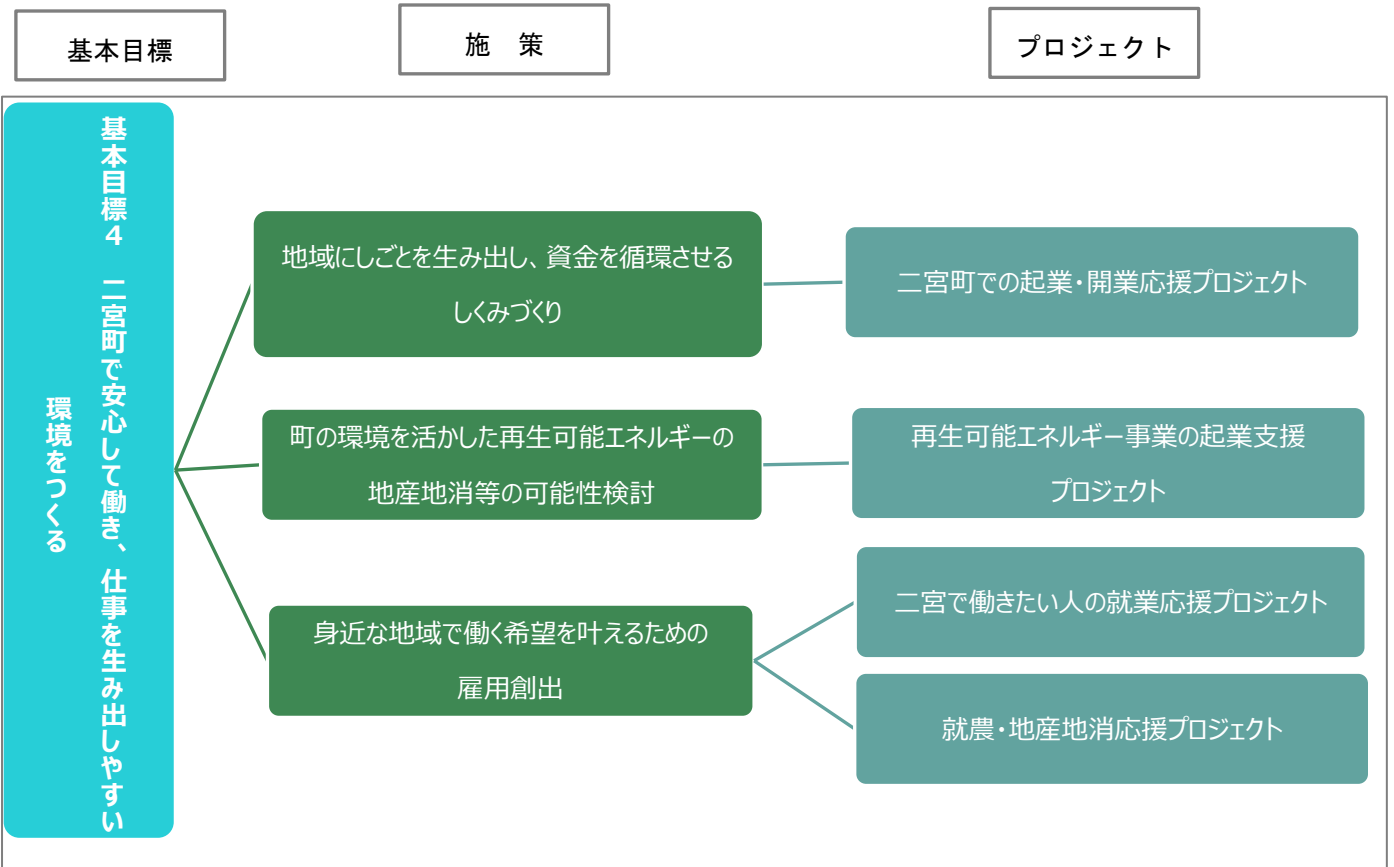 基本目標
施　策
プロジェクト
基本目標４　二宮町で安心して働き、仕事を生み出しやすい
環境をつくる
地域にしごとを生み出し、資金を循環させる
しくみづくり
二宮町での起業・開業応援プロジェクト
町の環境を活かした再生可能エネルギーの
地産地消等の可能性検討
再生可能エネルギー事業の起業支援
プロジェクト
身近な地域で働く希望を叶えるための
雇用創出
二宮で働きたい人の就業応援プロジェクト
就農・地産地消応援プロジェクト